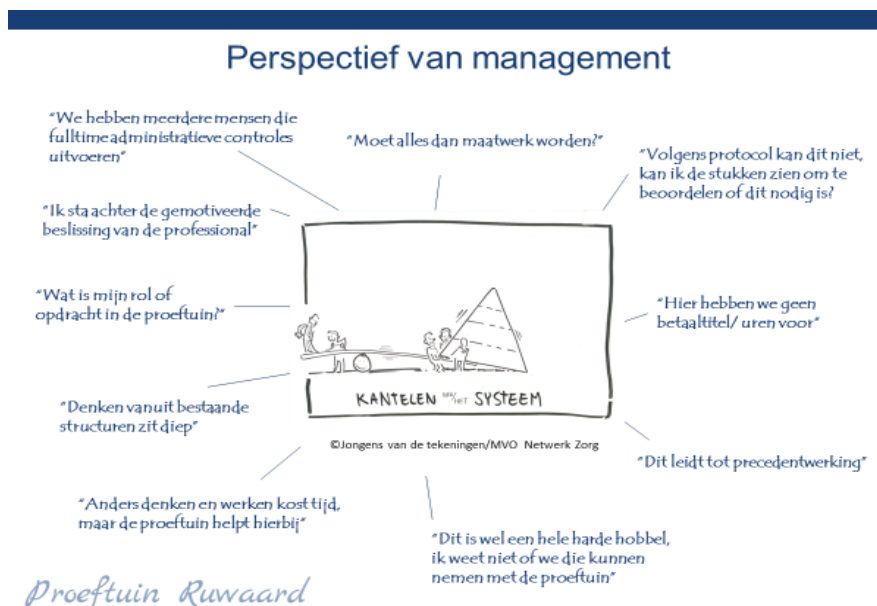 Perspectief van management
"We hebben meerdere mensen die
fulltime administratieve controles
uitvoeren"
"Moet alles dan maatwerk worden?"
"Volgens protocol kan dit niet,
kan ik de stukken zien om te
beoordelen of dit nodig is?
"Ik sta achter de gemotiveerde
beslissing van de professional"
"Wat is mijn rol of
opdracht in de proeftuin?"
"Hier hebben we geen
betaaltitel/ uren voor"
KANTELEN VAN HET SYSTEEM
"Denken vanuit bestaande
structuren zit diep"
©Jongens van de tekeningen/MVO Netwerk Zorg
"Dit leidt tot precedentwerking"
"Anders denken en werken kost tijd,
maar de proeftuin helpt hierbij"
"Dit is wel een hele harde hobbel,
ik weet niet of we die kunnen
nemen met de proeftuin"
Proeftuin Ruwaard